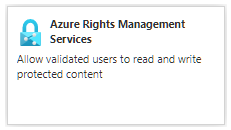 Azure Rights Management
Services
Allow validated users to read and write
protected content